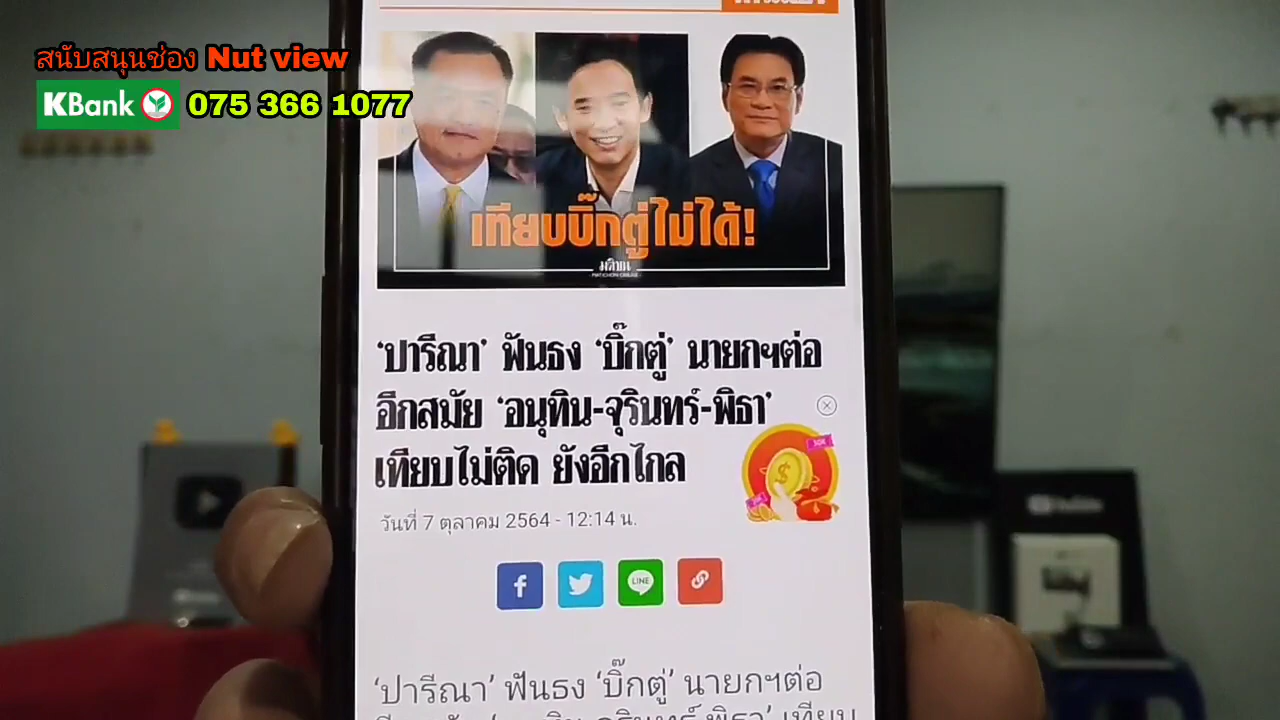 สนับสนุนช่อง Nut view
KBank 075 366 1077
เทียบบิ๊กตู่ไม่ได้!
มติชน
MATICHON ONLINE
'ปารีณา' ฟันธง 'บิ๊กตู่' นายกฯต่อ
อีกสมัย 'อนุทิน-จุรินทร์-พิธา'
เทียบไม่ติด ยังอีกไกล
วันที่ 7 ตุลาคม 2564 - 12:14 น.
LINE
'ปารีณา' ฟันธง 'บิ๊กตู่' นายกฯต่อ